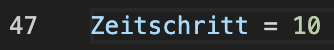 47 Zeitschritt = 10